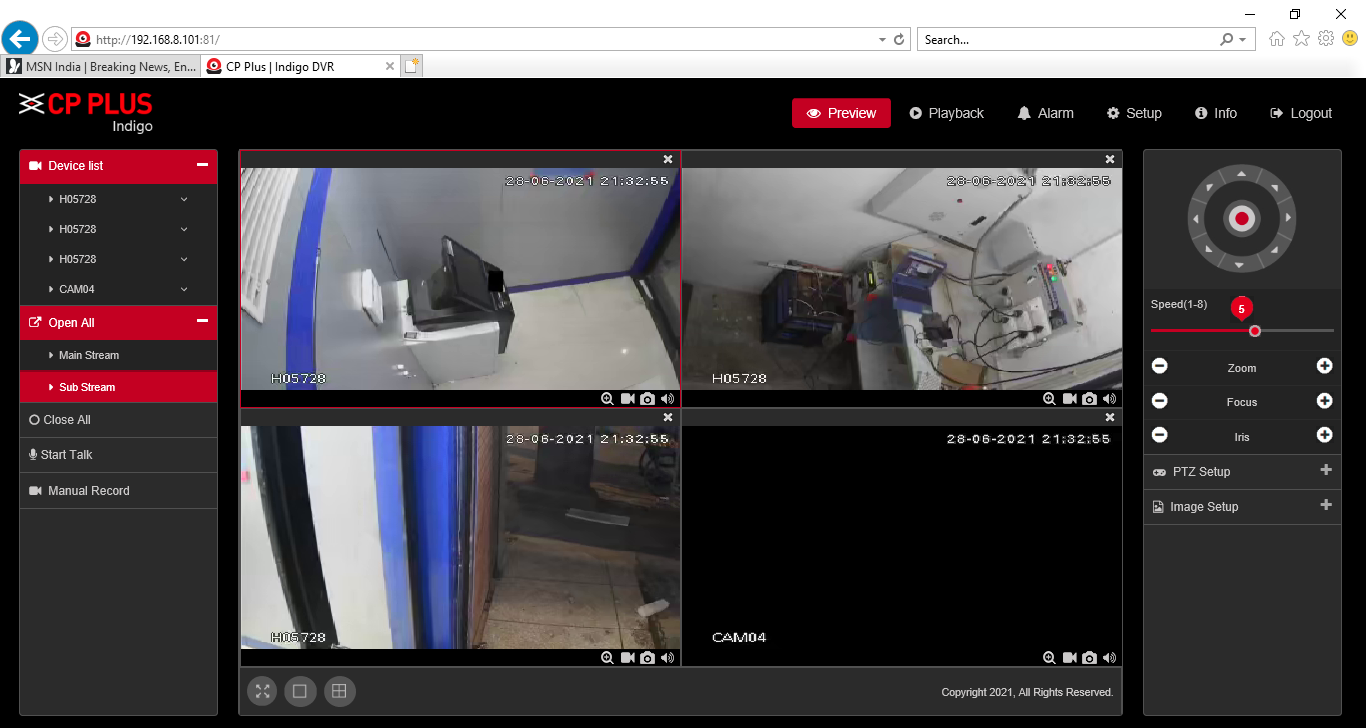 http://192.168.8.101:81/
Search...
MSN India | Breaking News, En...
CP Plus | Indigo DVR
CP PLUS
Indigo
Preview
Playback
Alarm
Setup
Info
Logout
Device list
H05728
H05728
H05728
CAM04
Open All
Main Stream
Sub Stream
Close All
Start Talk
Manual Record
28-06-2021 21:32:55
H05728
28-06-2021 21:32:55
H05728
28-06-2021 21:32:55
H05728
28-06-2021 21:32:55
CAM04
Copyright 2021, All Rights Reserved.
Speed(1-8)
5
Zoom
Focus
Iris
PTZ Setup
Image Setup